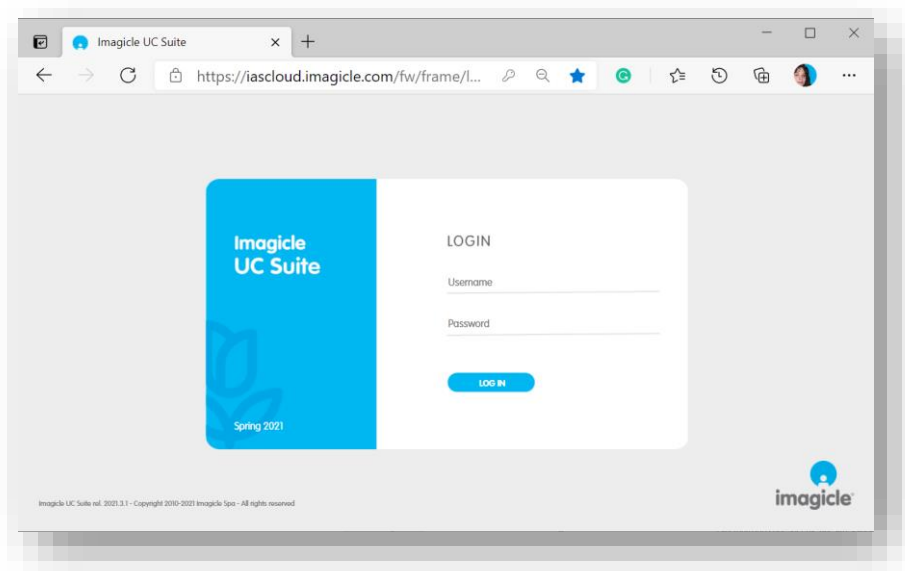 Imagicle UC Suite
https://iascloud.imagicle.com/fw/frame/l...
Imagicle
UC Suite
Spring 2021
LOGIN
Username
Password
LOG IN
Imagicle UC Suite rel. 2021.3.1 - Copyright 2010-2021 Imagicle Spa - All rights reserved
imagicle